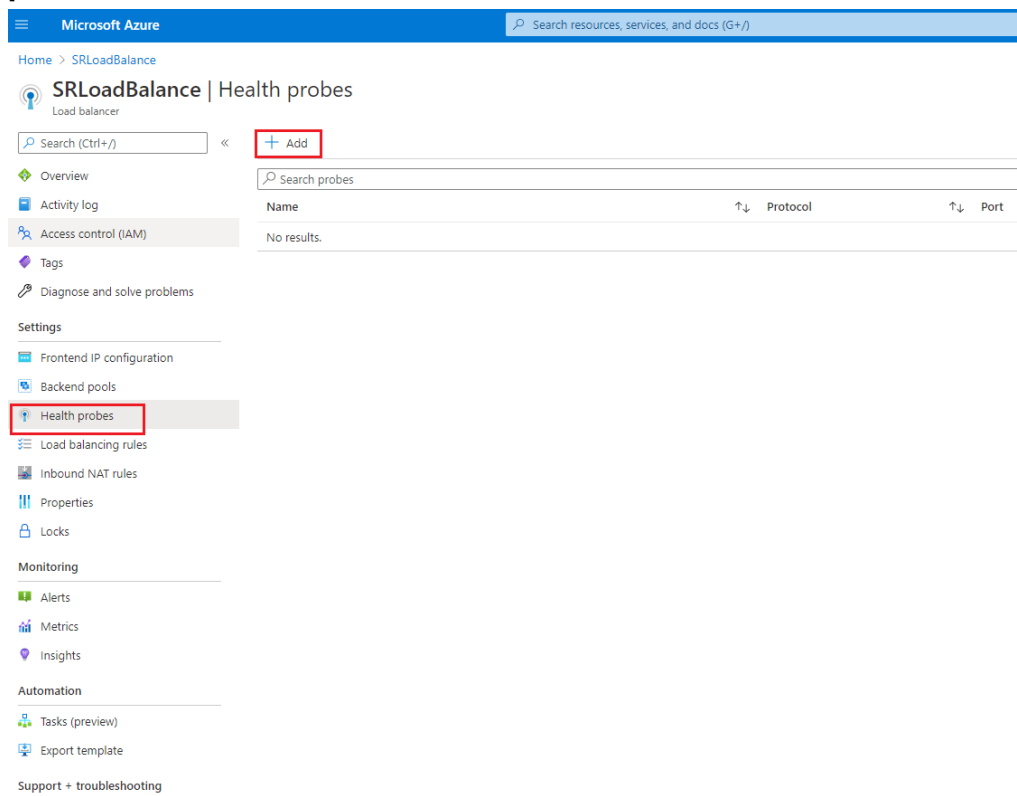 Microsoft Azure
Search resources, services, and docs (G+/)
Home > SRLoadBalance
SRLoadBalance | Health probes
Load balancer
Search (Ctrl+/)
«
+ Add
Overview
Search probes
Activity log
Name ↑↓ Protocol ↑↓ Port
Access control (IAM)
No results.
Tags
Diagnose and solve problems
Settings
Frontend IP configuration
Backend pools
Health probes
Load balancing rules
Inbound NAT rules
Properties
Locks
Monitoring
Alerts
Metrics
Insights
Automation
Tasks (preview)
Export template
Support + troubleshooting